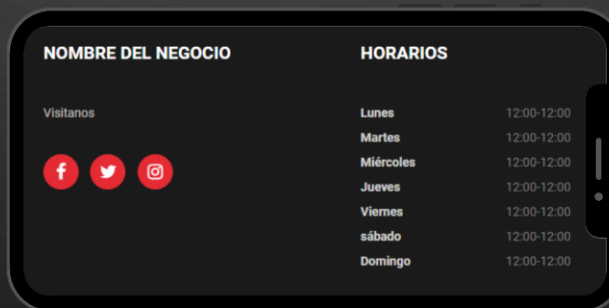 NOMBRE DEL NEGOCIO
Visitanos
HORARIOS
Lunes 12:00-12:00
Martes 12:00-12:00
Miércoles 12:00-12:00
Jueves 12:00-12:00
Viernes 12:00-12:00
sábado 12:00-12:00
Domingo 12:00-12:00